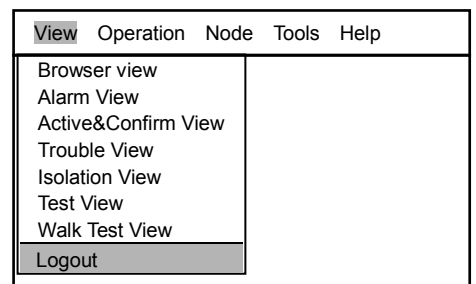 View Operation Node Tools Help
Browser view
Alarm View
Active&Confirm View
Trouble View
Isolation View
Test View
Walk Test View
Logout